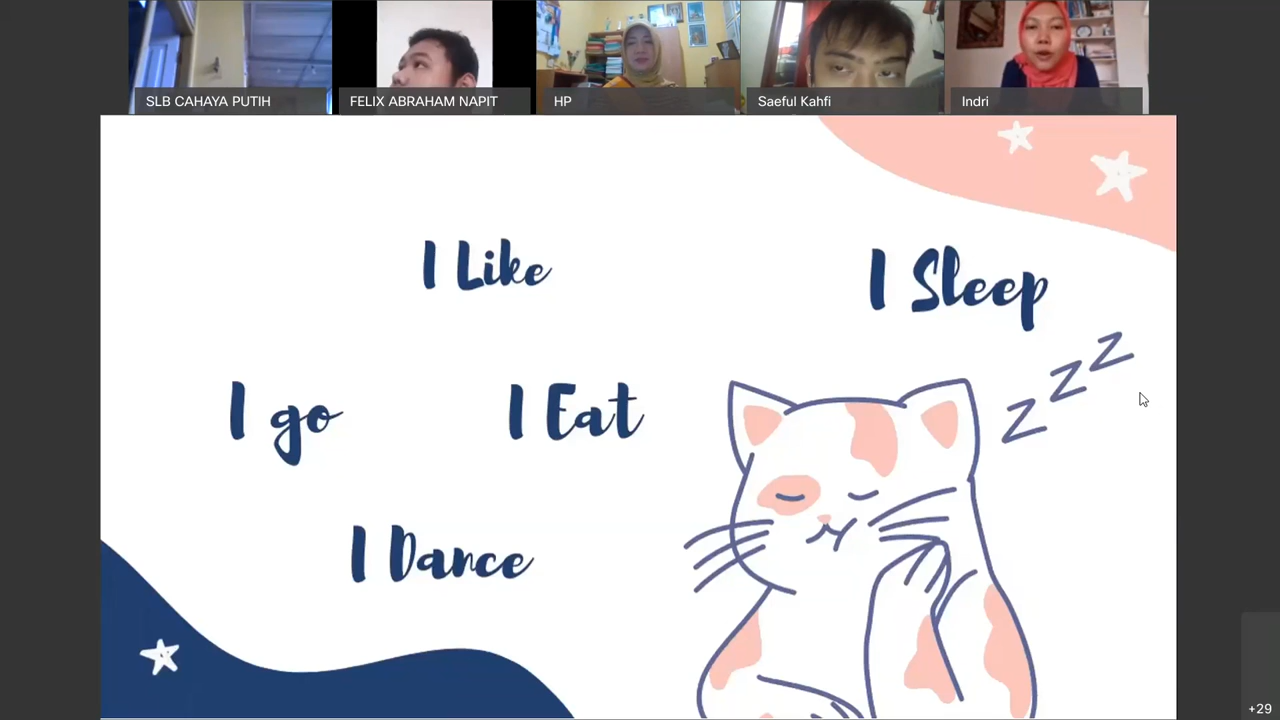 SLB CAHAYA PUTIH
FELIX ABRAHAM NAPIT
HP
Saeful Kahfi
Indri
I Like
I Sleep
z z z
I go
I Eat
I Dance
+29